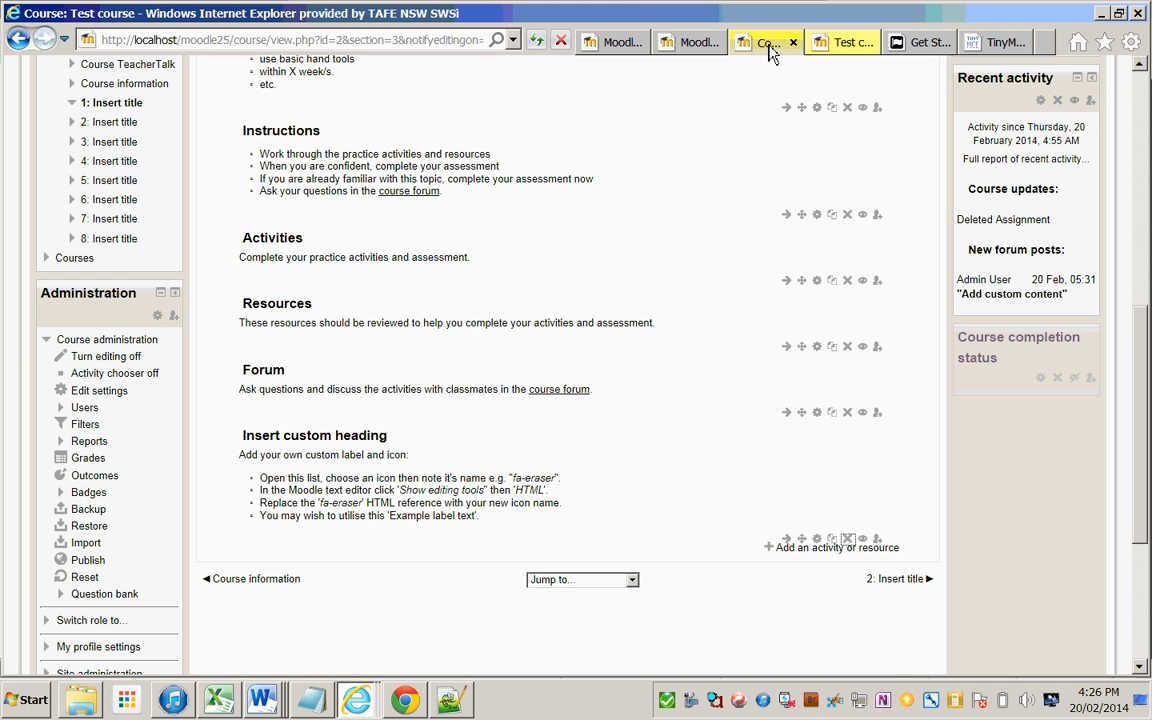 Course: Test course - Windows Internet Explorer provided by TAFE NSW SWSi
http://localhost/moodle25/course/view.php?id=2&section=3&notifyeditingon=
Moodl...
Moodl...
Co...
Test c...
Get St...
TinyM...
Course TeacherTalk
Course information
1: Insert title
2: Insert title
3: Insert title
4: Insert title
5: Insert title
6: Insert title
7: Insert title
8: Insert title
Courses
Administration
Course administration
Turn editing off
Activity chooser off
Edit settings
Users
Filters
Reports
Grades
Outcomes
Badges
Backup
Restore
Import
Publish
Reset
Question bank
Switch role to...
My profile settings
Site administration
use basic hand tools
within X week/s.
etc.
Instructions
Work through the practice activities and resources
When you are confident, complete your assessment
If you are already familiar with this topic, complete your assessment now
Ask your questions in the course forum.
Activities
Complete your practice activities and assessment.
Resources
These resources should be reviewed to help you complete your activities and assessment.
Forum
Ask questions and discuss the activities with classmates in the course forum.
Insert custom heading
Add your own custom label and icon:
Open this list, choose an icon then note it's name e.g. "fa-eraser".
In the Moodle text editor click 'Show editing tools" then 'HTML'.
Replace the 'fa-eraser' HTML reference with your new icon name.
You may wish to utilise this 'Example label text'.
Add an activity or resource
Course information
Jump to...
2: Insert title
Recent activity
Activity since Thursday, 20
February 2014, 4:55 AM
Full report of recent activity...
Course updates:
Deleted Assignment
New forum posts:
Admin User 20 Feb, 05:31
"Add custom content"
Course completion
status
Start
4:26 PM
20/02/2014